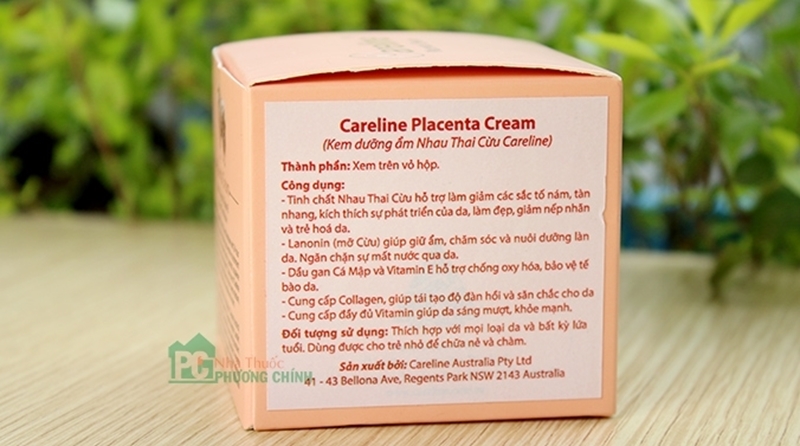 Careline Placenta Cream
(Kem dưỡng ẩm Nhau Thai Cừu Careline)
Thành phần: Xem trên vỏ hộp.
Công dụng:
- Tinh chất Nhau Thai Cừu hỗ trợ làm giảm các sắc tố nám, tàn
nhang, kích thích sự phát triển của da, làm đẹp, giảm nếp nhăn
và trẻ hoá da.
- Lanonin (mỡ Cừu) giúp giữ ẩm, chăm sóc và nuôi dưỡng làn
da. Ngăn chặn sự mất nước qua da.
- Dầu gan Cá Mập và Vitamin E hỗ trợ chống oxy hóa, bảo vệ tế
bào da.
- Cung cấp Collagen, giúp tái tạo độ đàn hồi và săn chắc cho da
- Cung cấp đầy đủ Vitamin giúp da sáng mượt, khỏe mạnh.
Đối tượng sử dụng: Thích hợp với mọi loại da và bất kỳ lứa
tuổi. Dùng được cho trẻ nhỏ để chữa nẻ và chàm.
Sản xuất bởi: Careline Australia Pty Ltd
41 - 43 Bellona Ave, Regents Park NSW 2143 Australia
PC Nhà Thuốc
PHƯƠNG CHÍNH